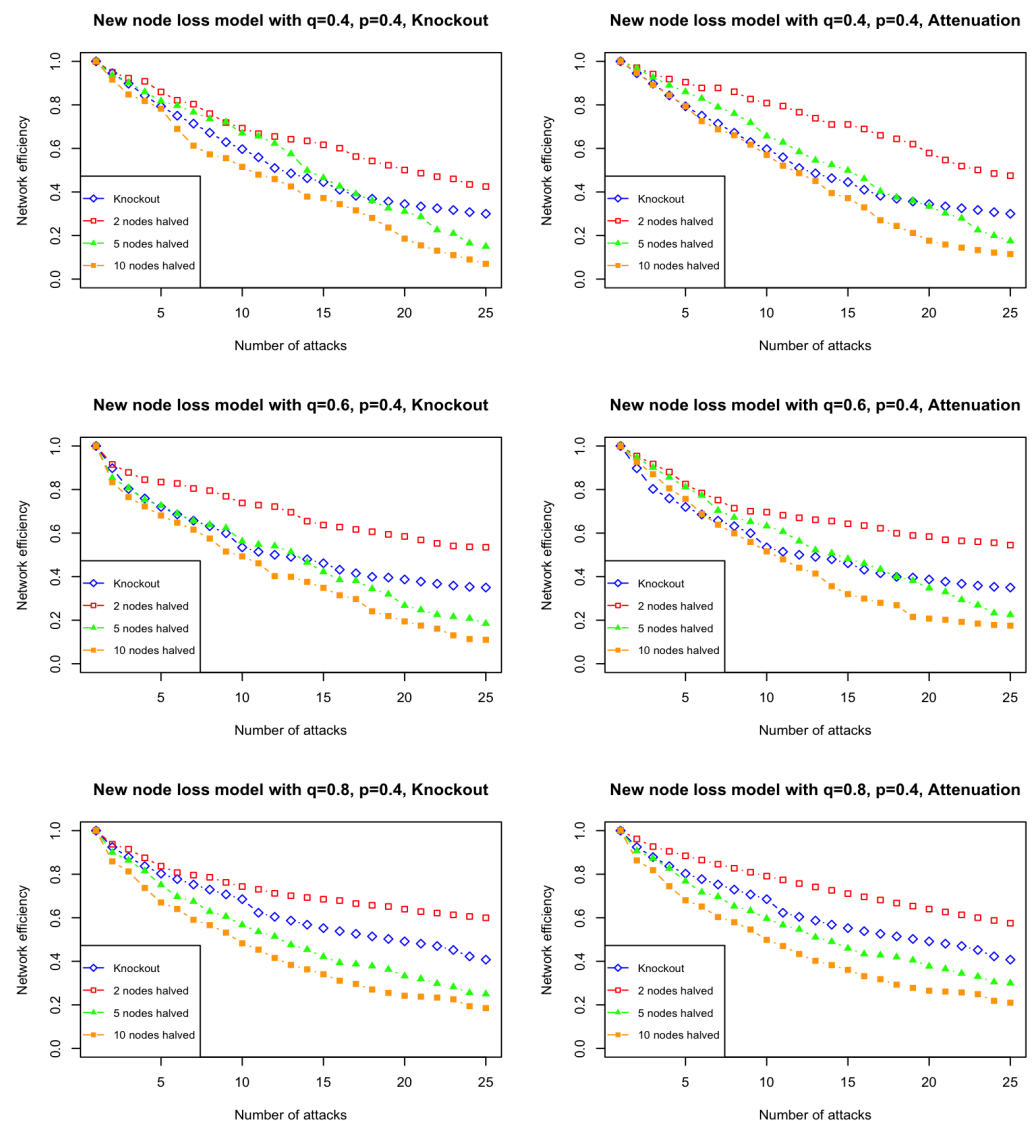 New node loss model with q=0.4, p=0.4, Knockout
Network efficiency
1.0
0.8
0.6
0.4
0.2
0.0
Knockout
2 nodes halved
5 nodes halved
10 nodes halved
5 10 15 20 25
Number of attacks
New node loss model with q=0.4, p=0.4, Attenuation
Network efficiency
1.0
0.8
0.6
0.4
0.2
0.0
Knockout
2 nodes halved
5 nodes halved
10 nodes halved
5 10 15 20 25
Number of attacks
New node loss model with q=0.6, p=0.4, Knockout
Network efficiency
1.0
0.8
0.6
0.4
0.2
0.0
Knockout
2 nodes halved
5 nodes halved
10 nodes halved
5 10 15 20 25
Number of attacks
New node loss model with q=0.6, p=0.4, Attenuation
Network efficiency
1.0
0.8
0.6
0.4
0.2
0.0
Knockout
2 nodes halved
5 nodes halved
10 nodes halved
5 10 15 20 25
Number of attacks
New node loss model with q=0.8, p=0.4, Knockout
Network efficiency
1.0
0.8
0.6
0.4
0.2
0.0
Knockout
2 nodes halved
5 nodes halved
10 nodes halved
5 10 15 20 25
Number of attacks
New node loss model with q=0.8, p=0.4, Attenuation
Network efficiency
1.0
0.8
0.6
0.4
0.2
0.0
Knockout
2 nodes halved
5 nodes halved
10 nodes halved
5 10 15 20 25
Number of attacks